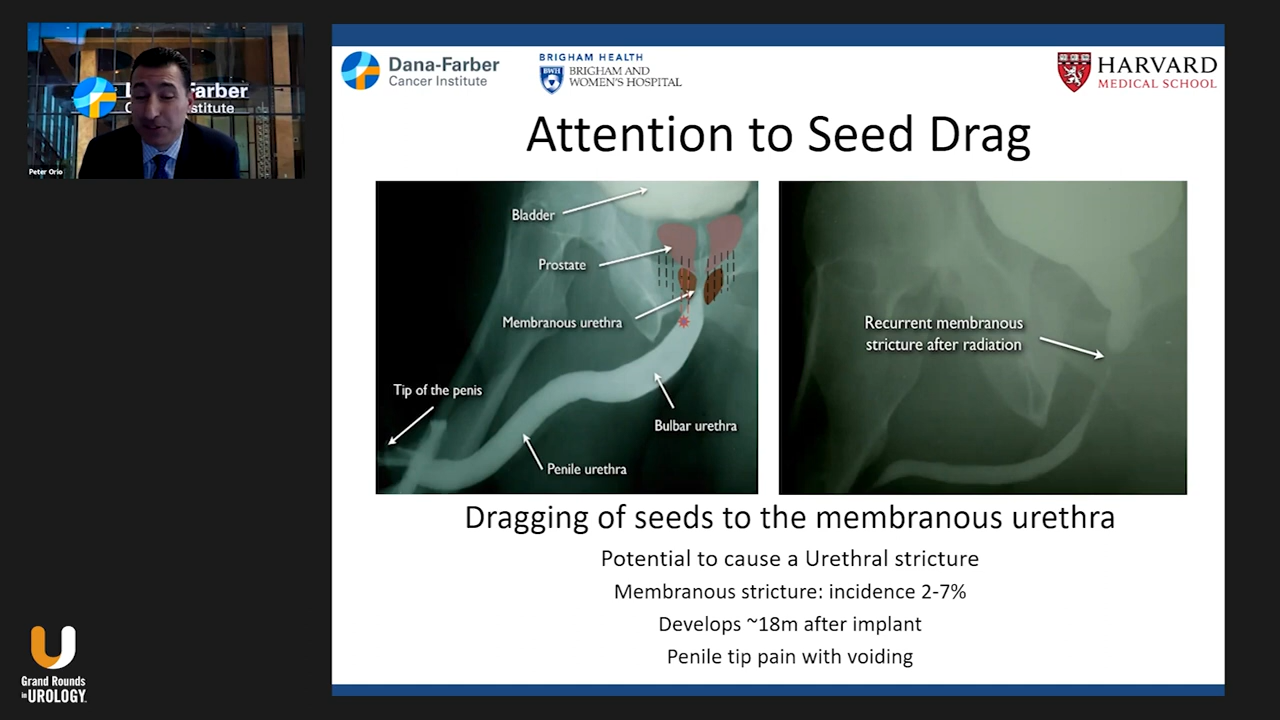 L Farber
C stitute
Peter Orio
Dana-Farber
Cancer Institute
BRIGHAM HEALTH
BWH
BRIGHAM AND
WOMEN'S HOSPITAL
HARVARD
MEDICAL SCHOOL
Attention to Seed Drag
Bladder
Prostate
Membranous urethra
Tip of the penis
Bulbar urethra
Penile urethra
Recurrent membranous
stricture after radiation
Dragging of seeds to the membranous urethra
Potential to cause a Urethral stricture
Membranous stricture: incidence 2-7%
Develops ~18m after implant
Penile tip pain with voiding
Grand Rounds
in UROLOGY